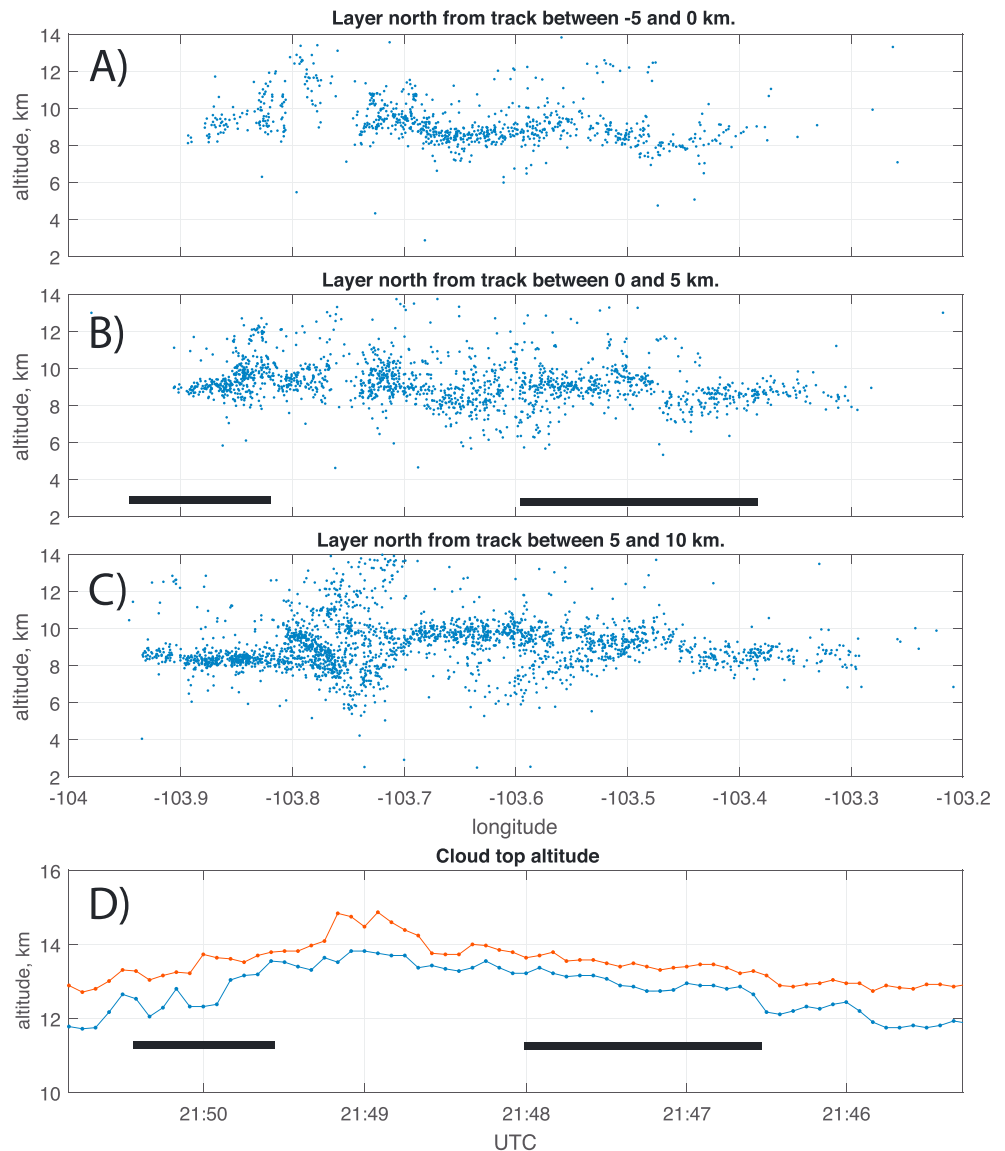 Layer north from track between -5 and 0 km.
A)
14
12
10
8
6
4
2
altitude, km
Layer north from track between 0 and 5 km.
B)
14
12
10
8
6
4
2
altitude, km
Layer north from track between 5 and 10 km.
C)
14
12
10
8
6
4
2
altitude, km
-104 -103.9 -103.8 -103.7 -103.6 -103.5 -103.4 -103.3 -103.2
longitude
Cloud top altitude
D)
16
14
12
10
altitude, km
21:50 21:49 21:48 21:47 21:46
UTC